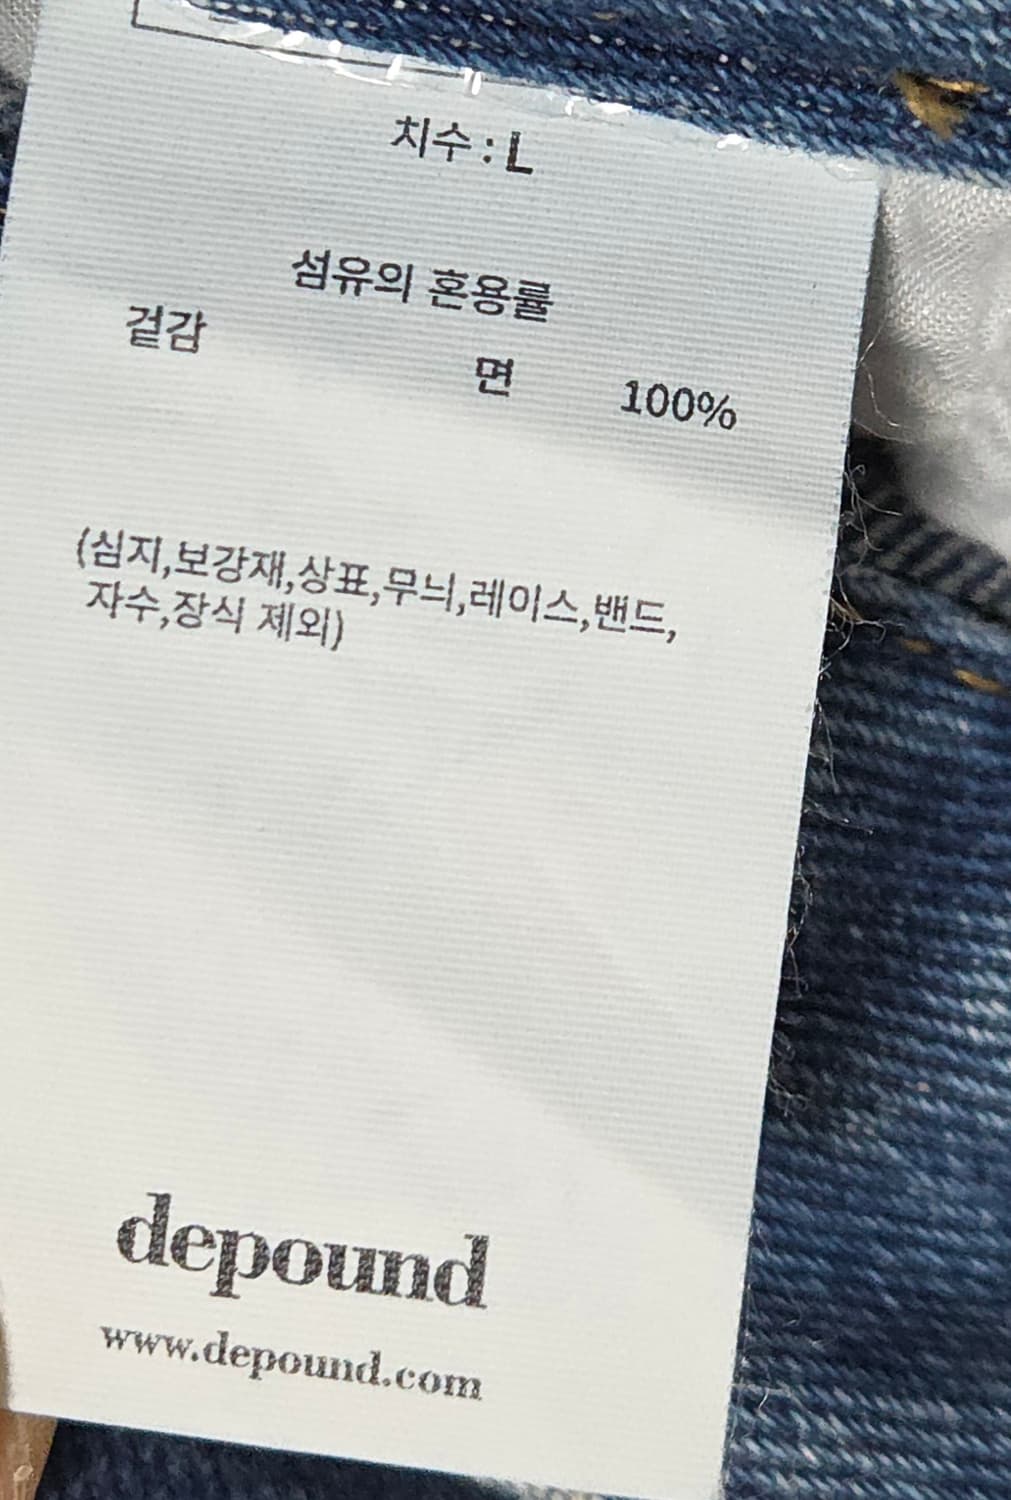 치수 : L
섬유의 혼용률
겉감
면 100%
(심지,보강재,상표,무늬,레이스,밴드,
자수,장식 제외)
depound
www.depound.com